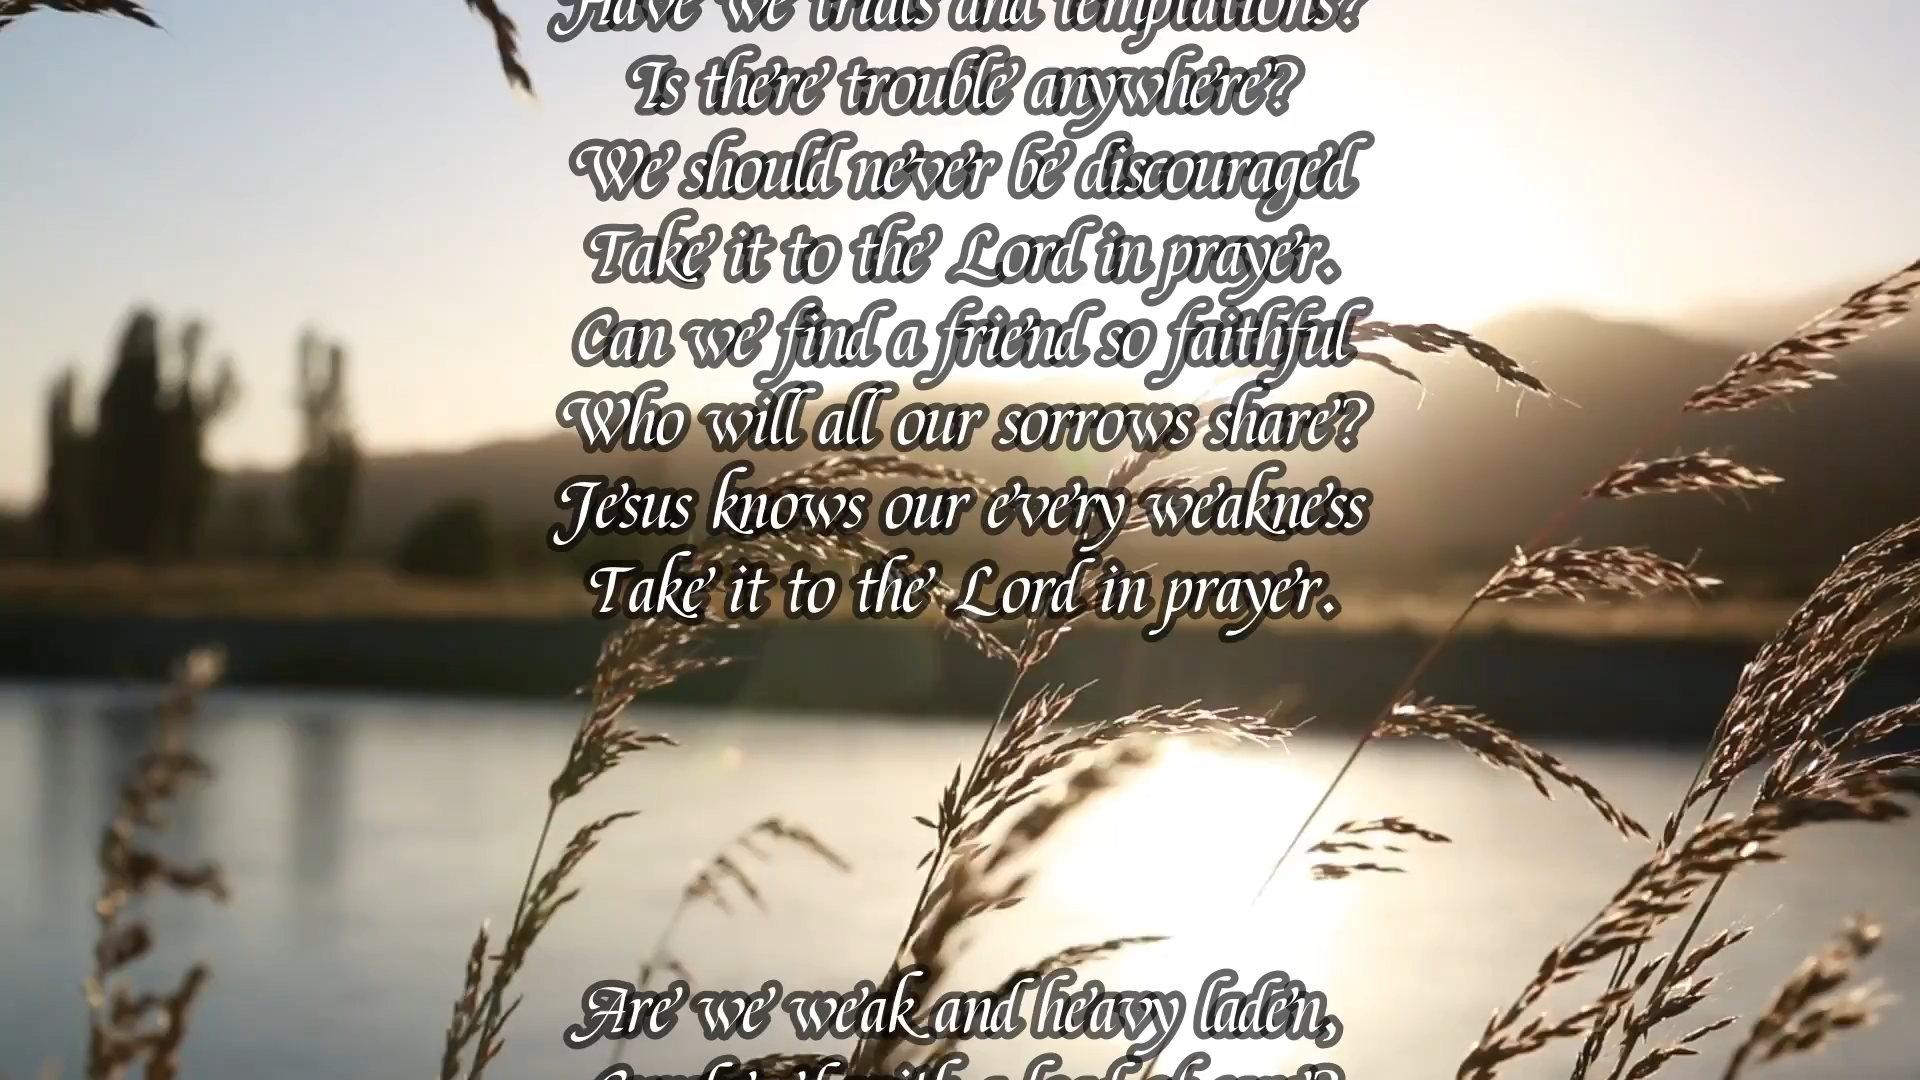 Have we trials and temptations?
Is there trouble anywhere?
We should never be discouraged
Take it to the Lord in prayer.
Can we find a friend so faithful
Who will all our sorrows share?
Jesus knows our every weakness
Take it to the Lord in prayer.
Are we weak and heavy laden,